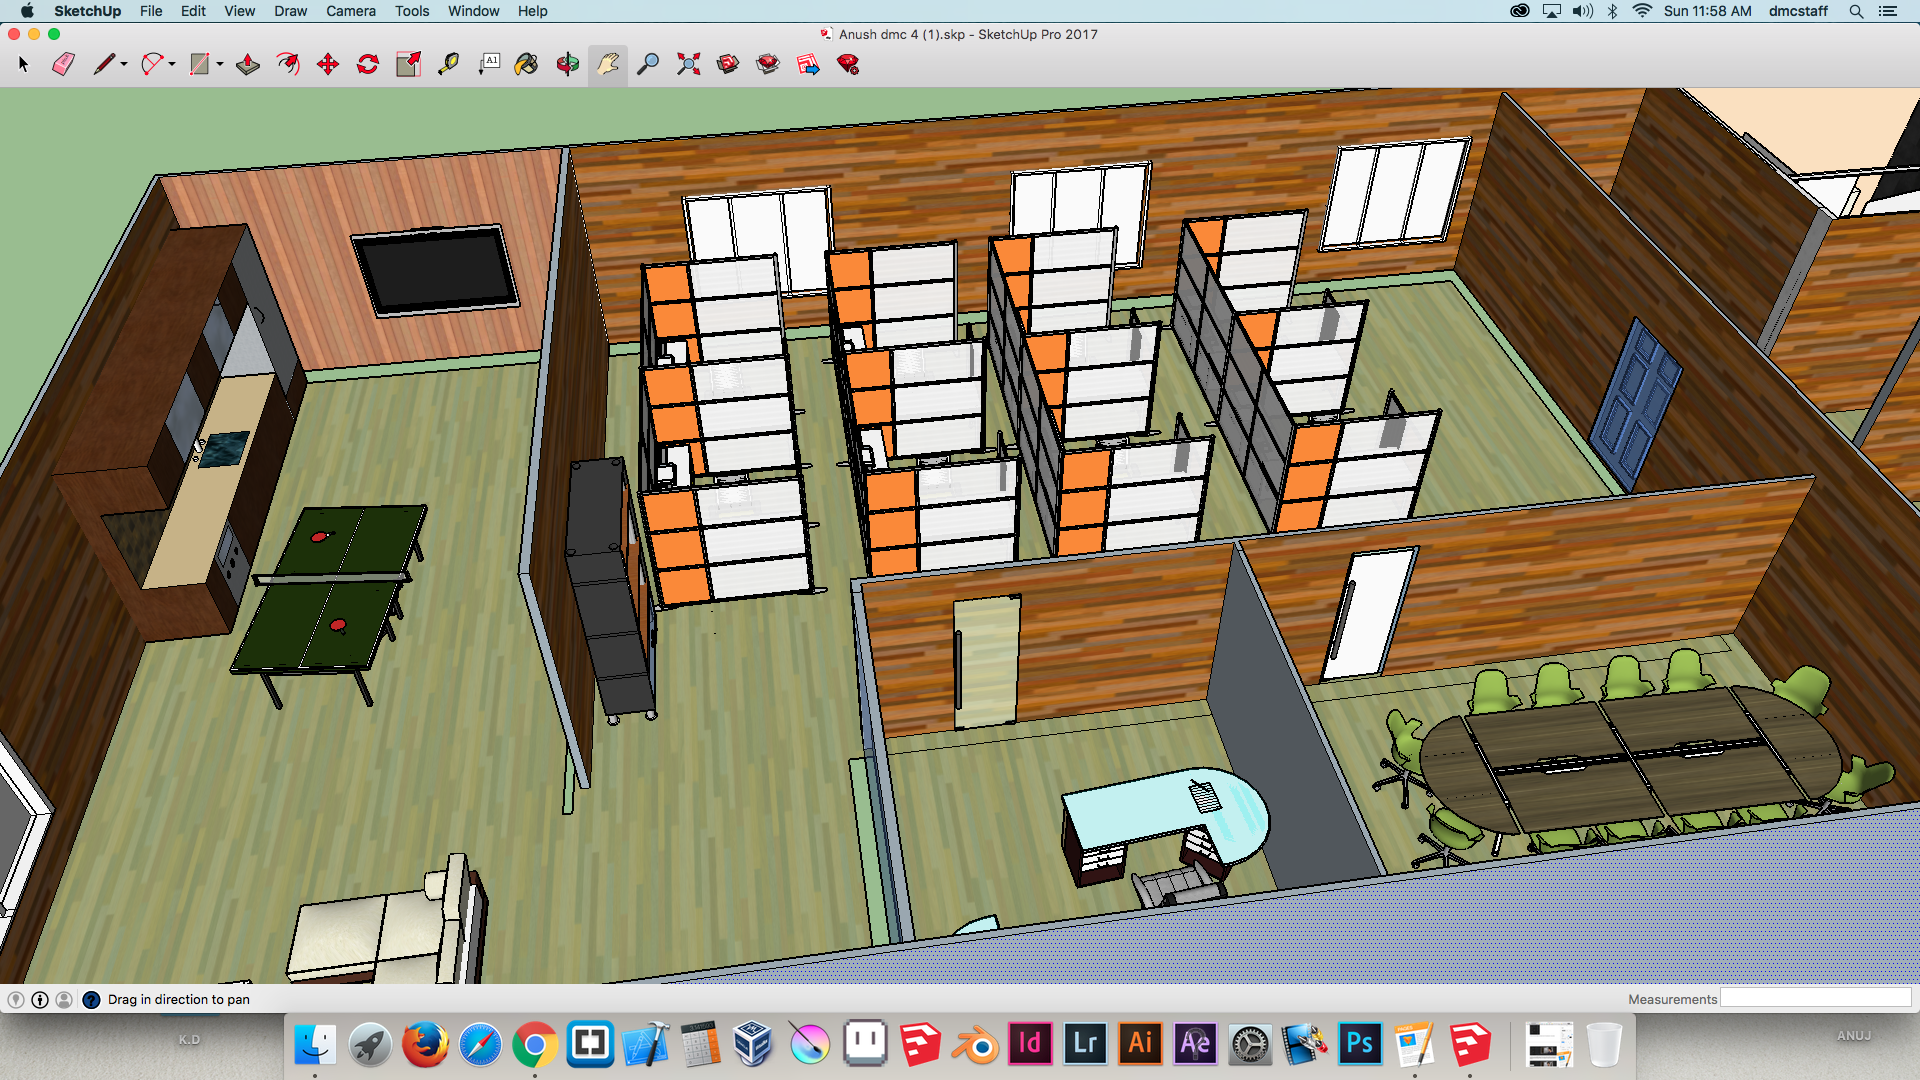 SketchUp File Edit View Draw Camera Tools Window Help Sun 11:58 AM dmcstaff
Anush dmc 4 (1).skp - SketchUp Pro 2017
A1
Drag in direction to pan
Measurements
K.D
ANUJ
Id Lr Ai Ae Ps